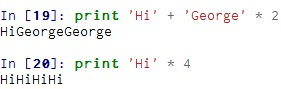 In [19]: print 'Hi' + 'George' * 2
HiGeorgeGeorge
In [20]: print 'Hi' * 4
HiHiHiHi